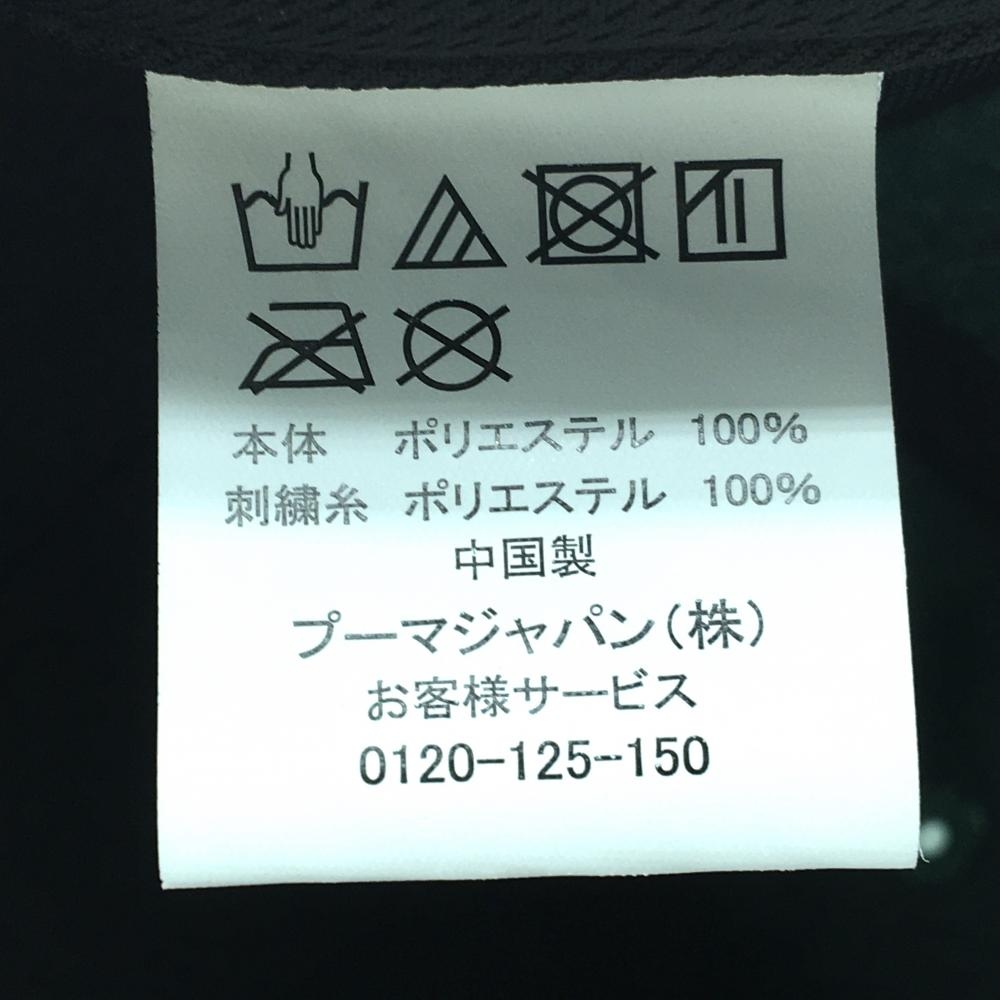 本体 ポリエステル 100%
刺繍糸 ポリエステル 100%
中国製
プーマジャパン(株)
お客様サービス
0120-125-150